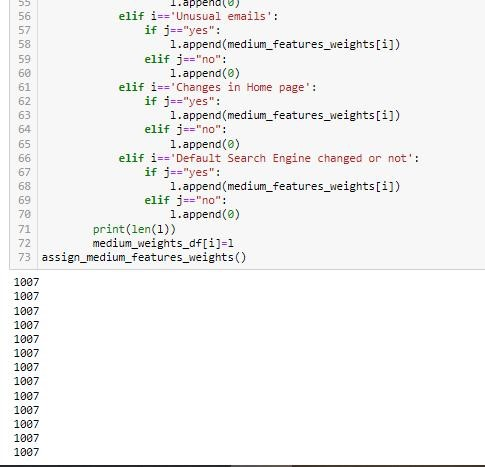 55                     l.append(0)
56             elif i=='Unusual emails':
57                 if j=="yes":
58                     l.append(medium_features_weights[i])
59                 elif j=="no":
60                     l.append(0)
61             elif i=='Changes in Home page':
62                 if j=="yes":
63                     l.append(medium_features_weights[i])
64                 elif j=="no":
65                     l.append(0)
66             elif i=='Default Search Engine changed or not':
67                 if j=="yes":
68                     l.append(medium_features_weights[i])
69                 elif j=="no":
70                     l.append(0)
71         print(len(l))
72         medium_weights_df[i]=l
73 assign_medium_features_weights()
1007
1007
1007
1007
1007
1007
1007
1007
1007
1007
1007
1007
1007